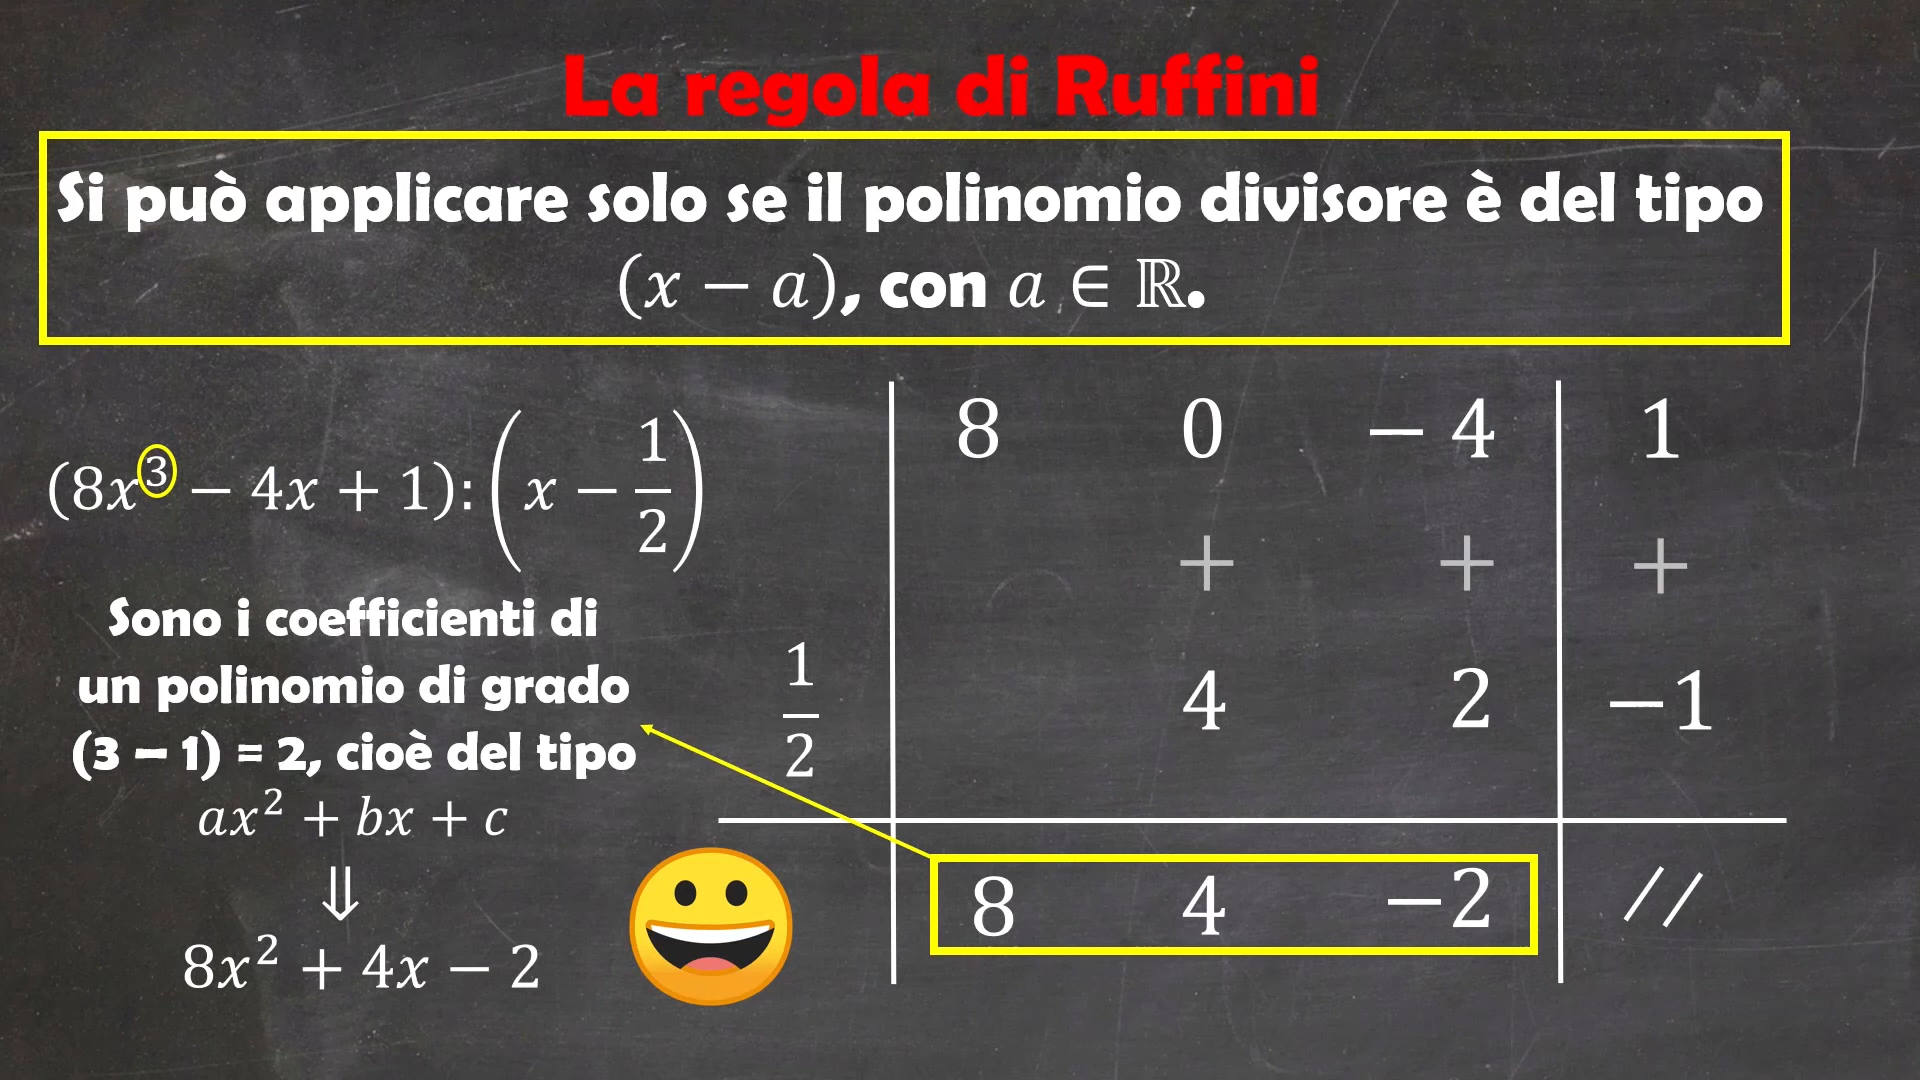 La regola di Ruffini
Si può applicare solo se il polinomio divisore è del tipo
(x − a), con a ∈ ℝ.
(8x³ − 4x + 1):(x − 1/2)
Sono i coefficienti di
un polinomio di grado
(3 – 1) = 2, cioè del tipo
ax² + bx + c
⇓
8x² + 4x − 2
8 0 − 4 1
+ + +
1/2 4 2 −1
8 4 −2 //